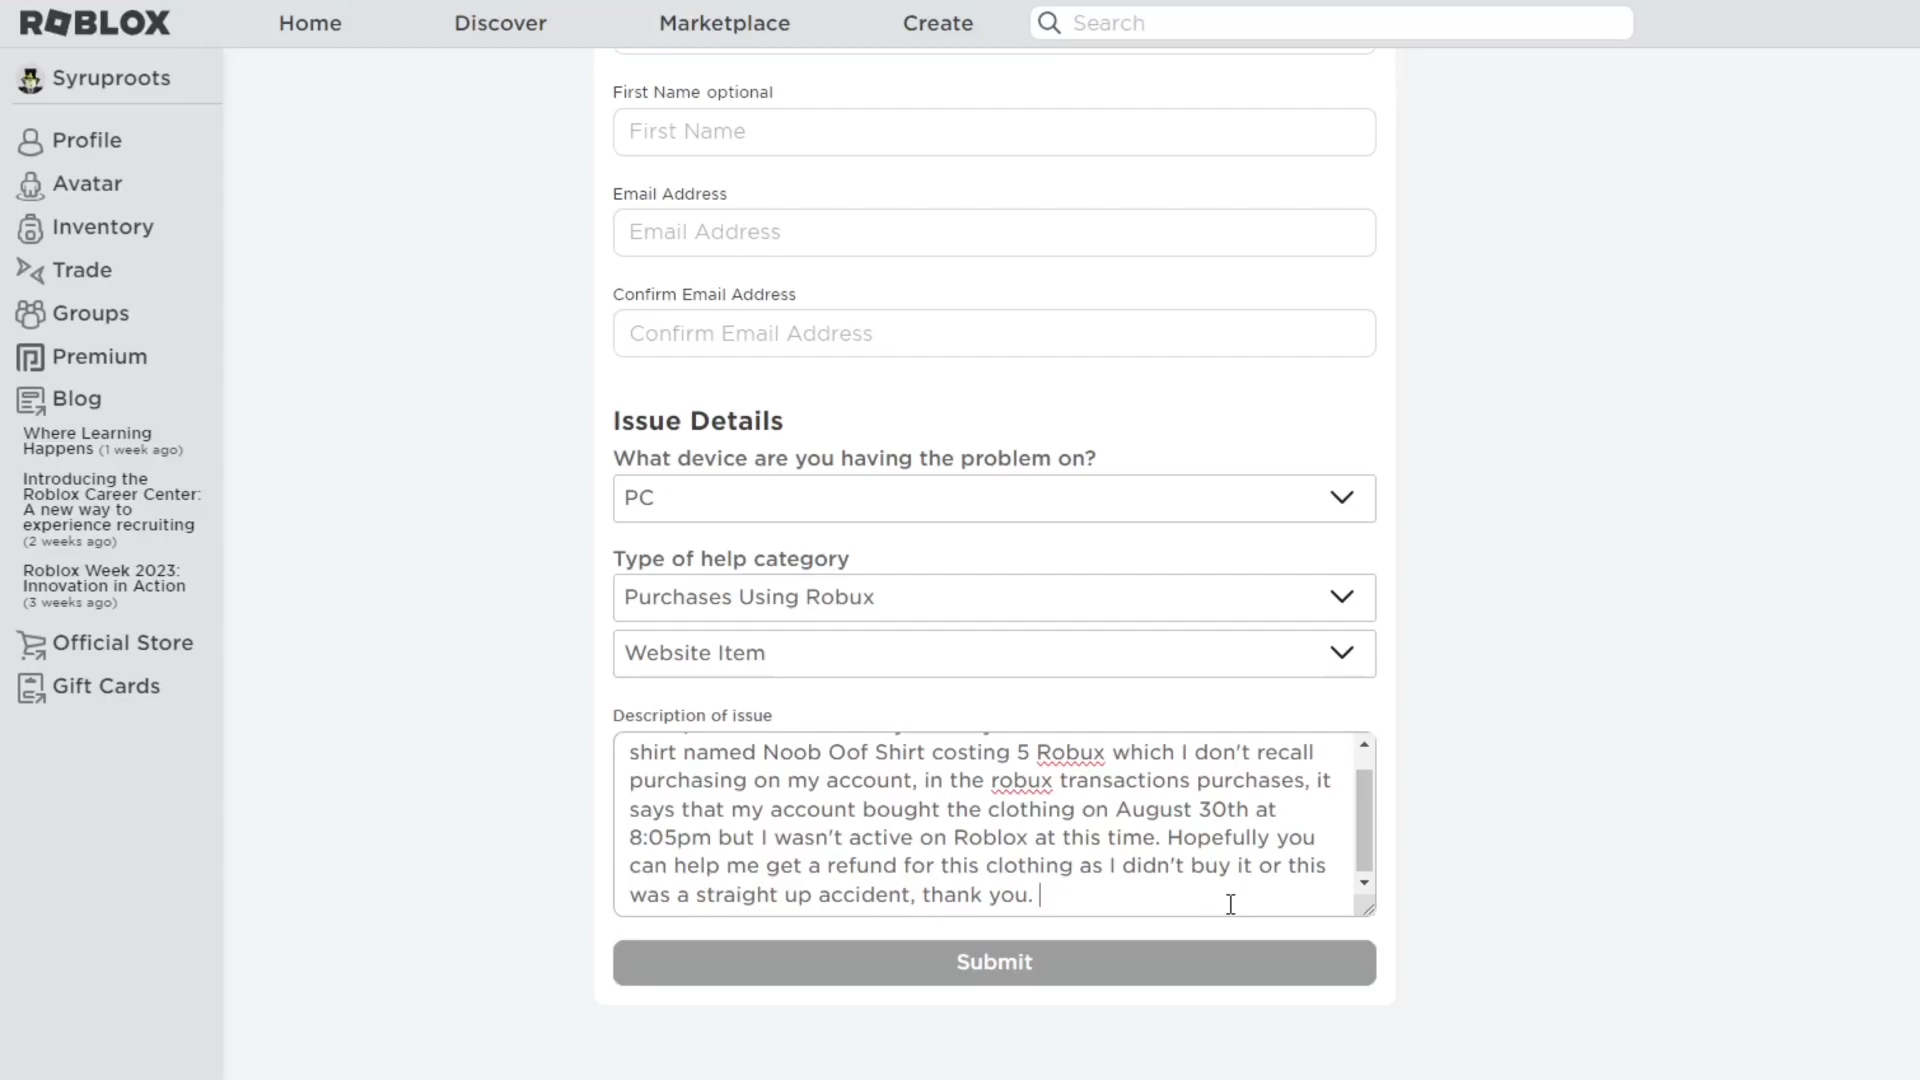 ROBLOX
Home
Discover
Marketplace
Create
Search
Syruproots
Profile
Avatar
Inventory
Trade
Groups
Premium
Blog
Where Learning
Happens (1 week ago)
Introducing the
Roblox Career Center:
A new way to
experience recruiting
(2 weeks ago)
Roblox Week 2023:
Innovation in Action
(3 weeks ago)
Official Store
Gift Cards
First Name optional
First Name
Email Address
Email Address
Confirm Email Address
Confirm Email Address
Issue Details
What device are you having the problem on?
PC
Type of help category
Purchases Using Robux
Website Item
Description of issue
shirt named Noob Oof Shirt costing 5 Robux which I don't recall
purchasing on my account, in the robux transactions purchases, it
says that my account bought the clothing on August 30th at
8:05pm but I wasn't active on Roblox at this time. Hopefully you
can help me get a refund for this clothing as I didn't buy it or this
was a straight up accident, thank you.
Submit